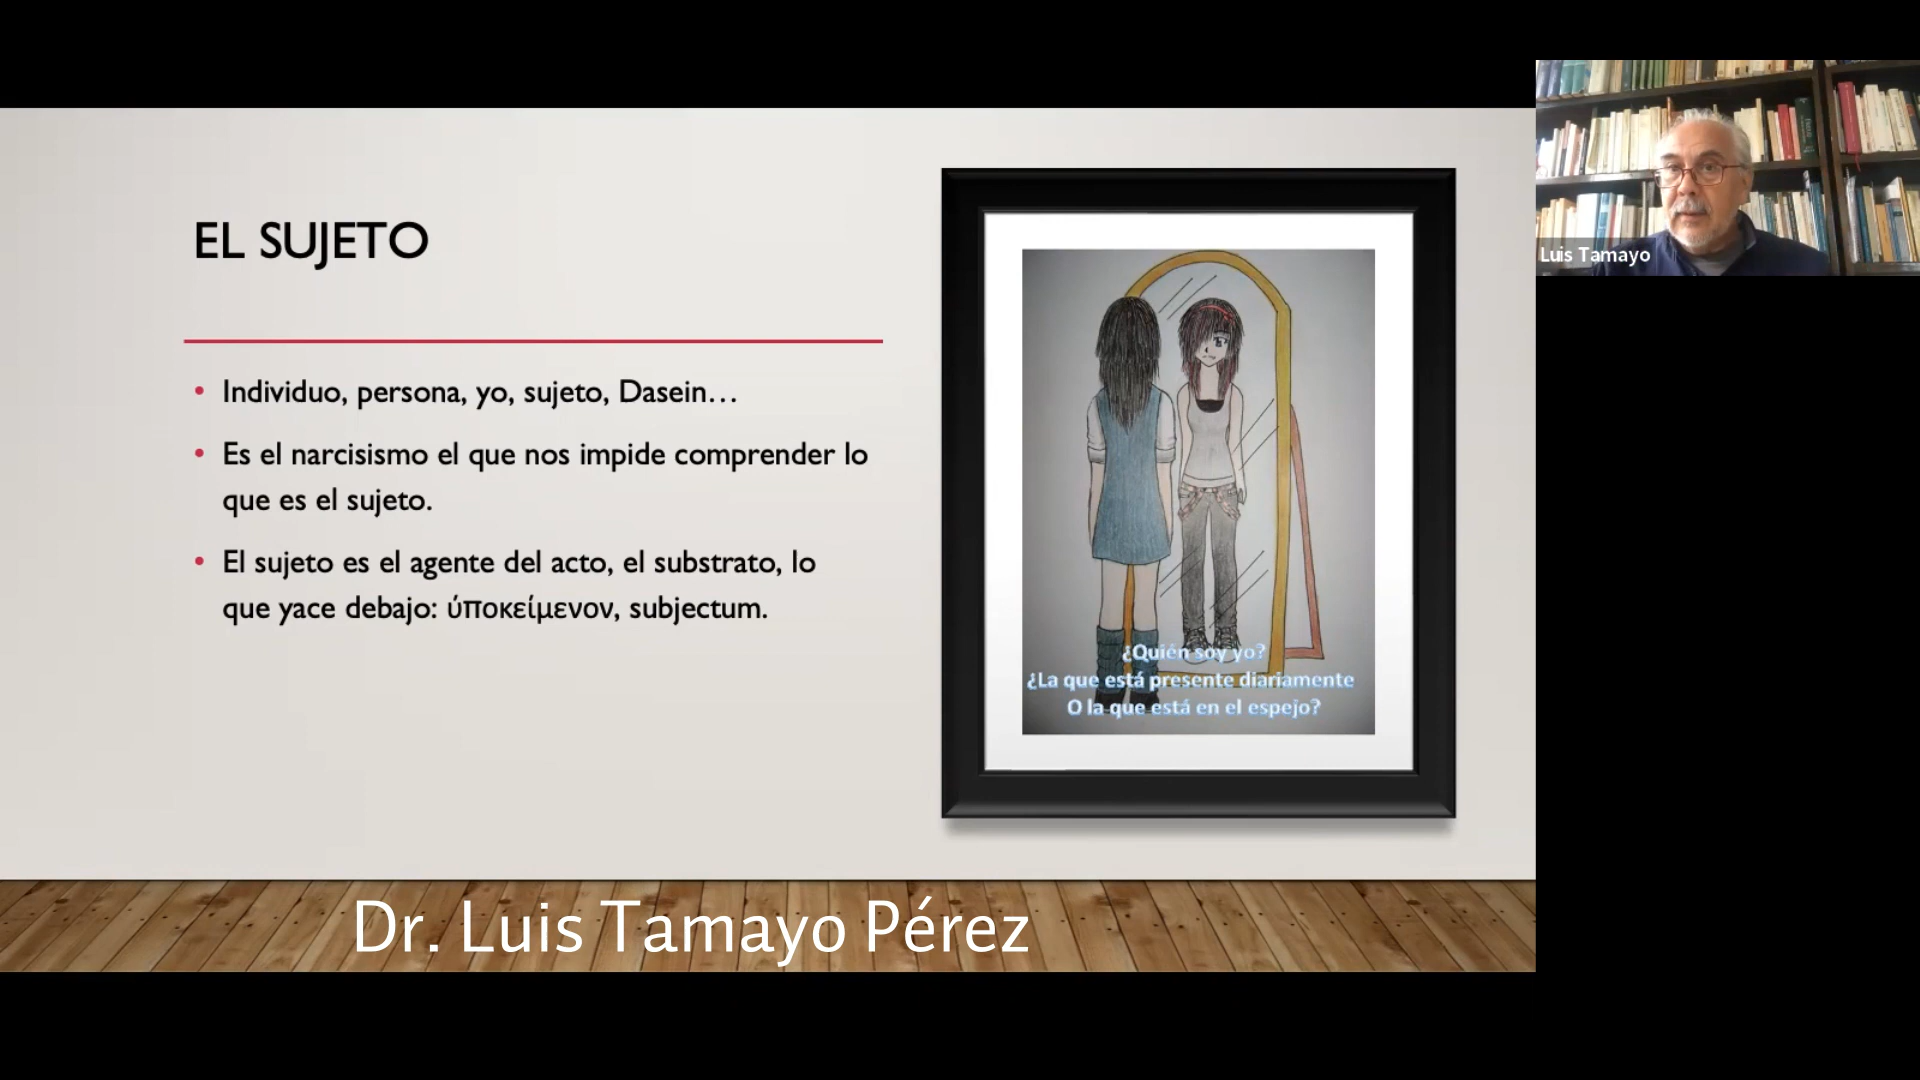 EL SUJETO
• Individuo, persona, yo, sujeto, Dasein…
• Es el narcisismo el que nos impide comprender lo
que es el sujeto.
• El sujeto es el agente del acto, el substrato, lo
que yace debajo: ύποκείμενον, subjectum.
¿Quién soy yo?
¿La que está presente diariamente
O la que está en el espejo?
Dr. Luis Tamayo Pérez
Luis Tamayo